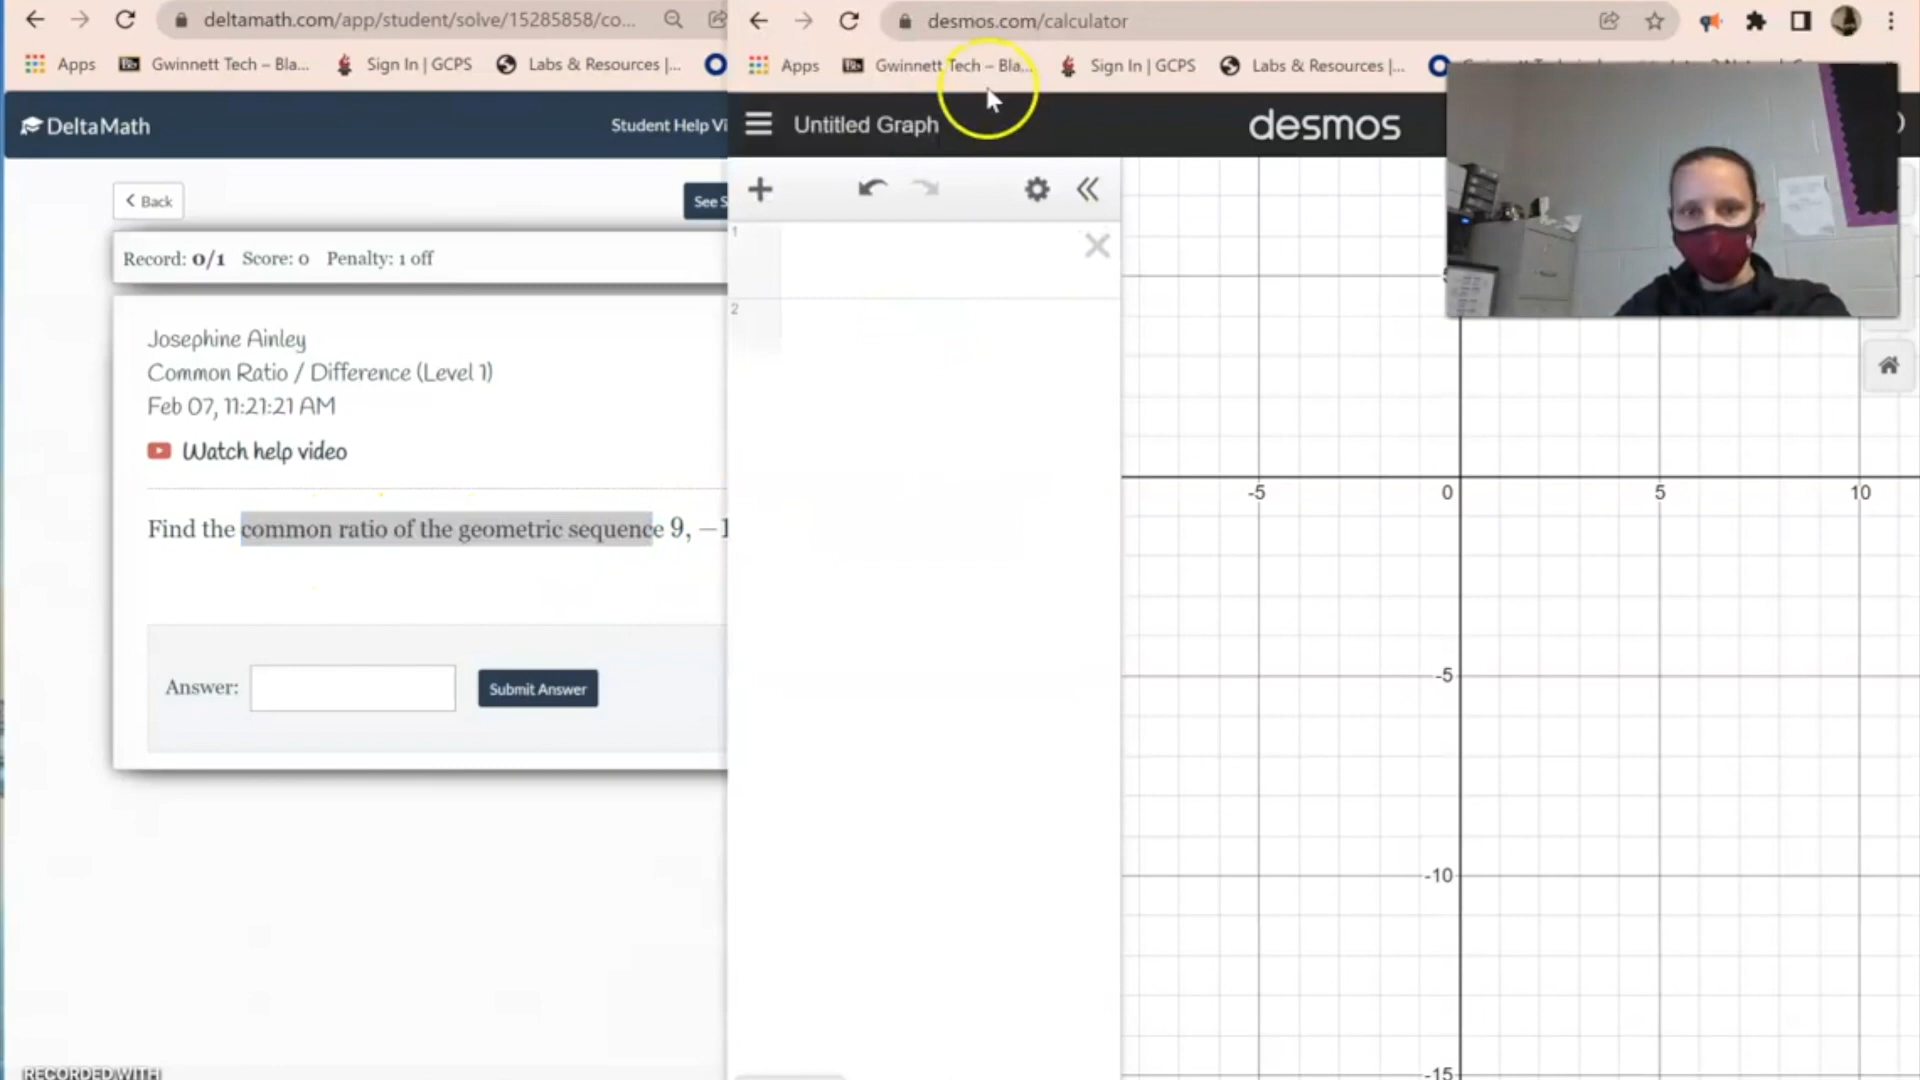 deltamath.com/app/student/solve/15285858/co...
Apps
Gwinnett Tech – Bla...
Sign In | GCPS
Labs & Resources |...
DeltaMath
Student Help Vi
Back
See S
Record: 0/1 Score: 0 Penalty: 1 off
Josephine Ainley
Common Ratio / Difference (Level 1)
Feb 07, 11:21:21 AM
Watch help video
Find the common ratio of the geometric sequence 9, −1
Answer:
Submit Answer
RECORDED WITH
desmos.com/calculator
Apps
Gwinnett Tech – Bla...
Sign In | GCPS
Labs & Resources |...
Untitled Graph
desmos
1
2
-5
0
5
10
-5
-10
-15